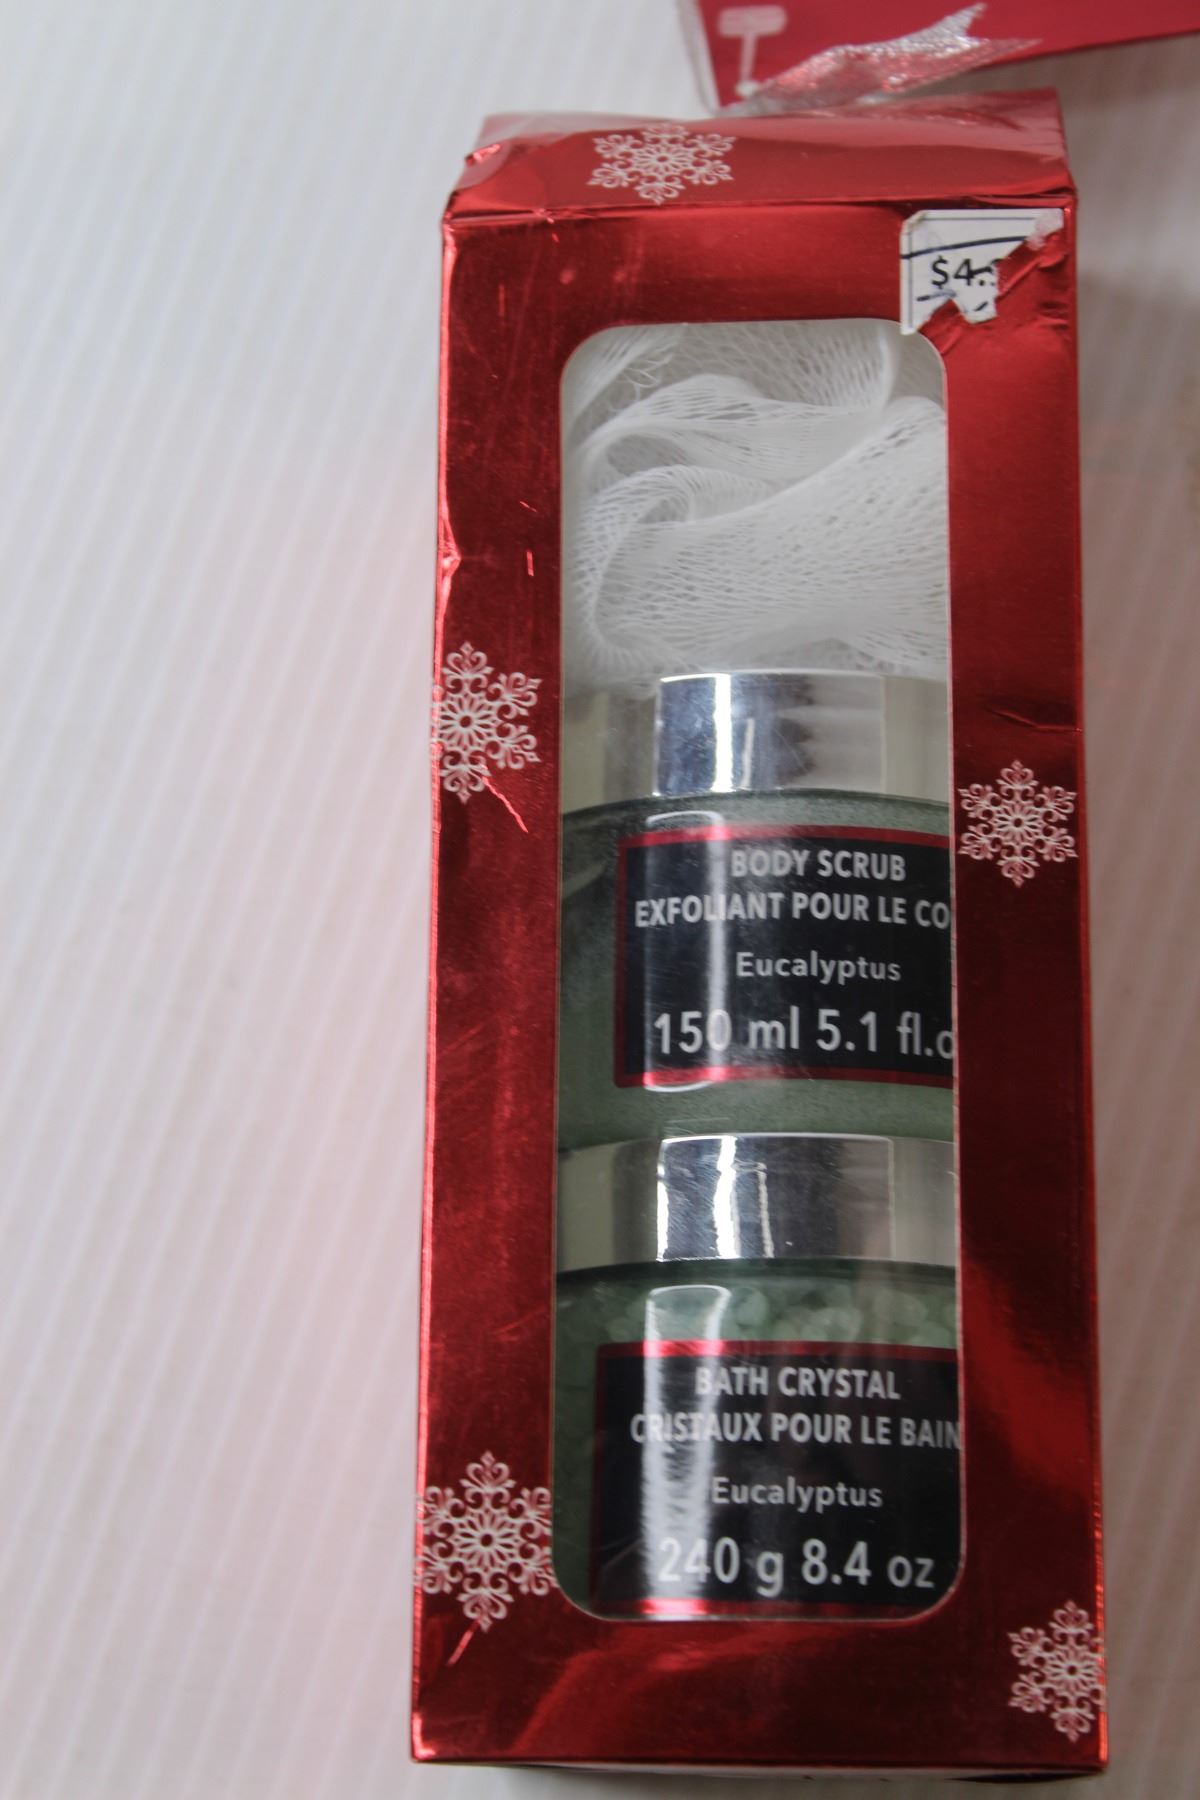 $4.
BODY SCRUB
EXFOLIANT POUR LE CO
Eucalyptus
150 ml 5.1 fl.o
BATH CRYSTAL
CRISTAUX POUR LE BAIN
Eucalyptus
240 g 8.4 oz